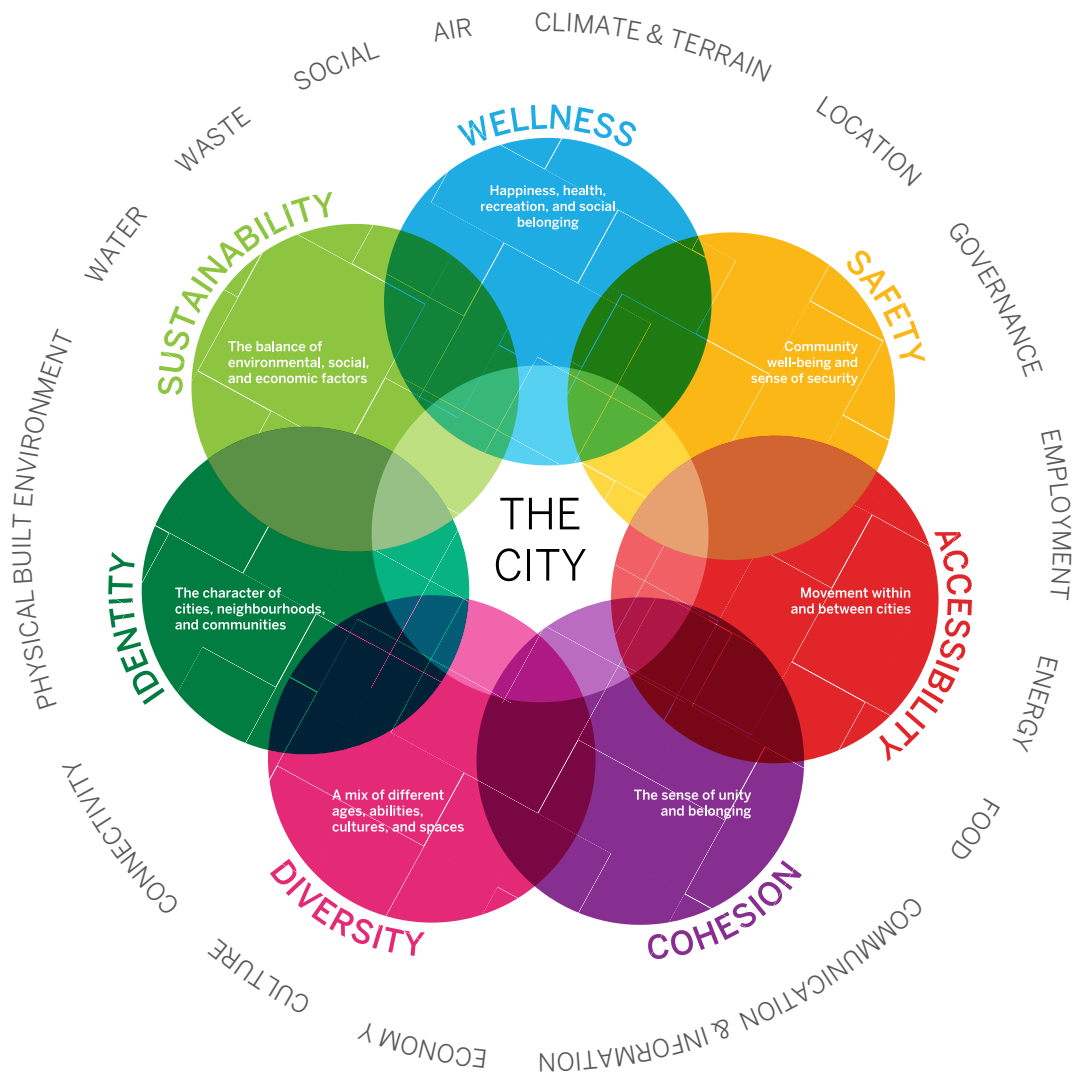 AIR
CLIMATE & TERRAIN
LOCATION
GOVERNANCE
EMPLOYMENT
ENERGY
FOOD
COMMUNICATION & INFORMATION
ECONOMY
CULTURE
CONNECTIVITY
PHYSICAL BUILT ENVIRONMENT
WATER
WASTE
SOCIAL
WELLNESS
Happiness, health,
recreation, and social
belonging
SAFETY
Community
well-being and
sense of security
ACCESSIBILITY
Movement within
and between cities
COHESION
The sense of unity
and belonging
DIVERSITY
A mix of different
ages, abilities,
cultures, and spaces
IDENTITY
The character of
cities, neighbourhoods,
and communities
SUSTAINABILITY
The balance of
environmental, social,
and economic factors
THE
CITY